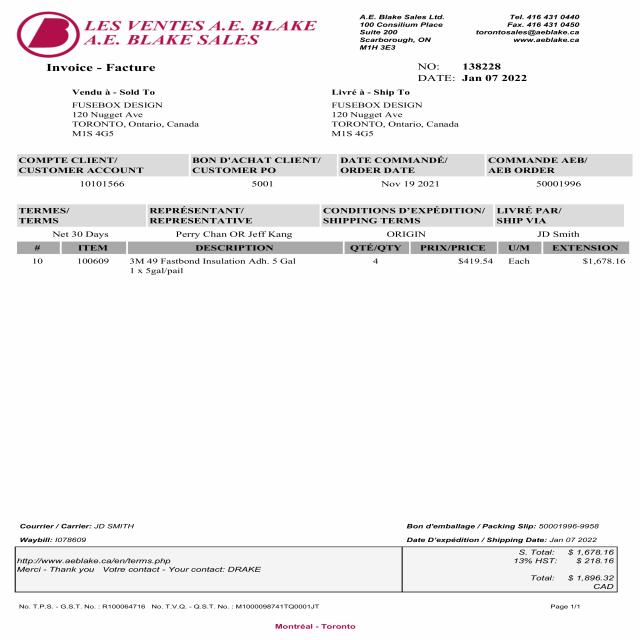 LES VENTES A.E. BLAKE
A.E. BLAKE SALES
A.E. Blake Sales Ltd.
100 Consilium Place
Suite 200
Scarborough, ON
M1H 3E3
Tel. 416 431 0440
Fax. 416 431 0450
torontosales@aeblake.ca
www.aeblake.ca
Invoice - Facture
NO: 138228
DATE: Jan 07 2022
Vendu à - Sold To
FUSEBOX DESIGN
120 Nugget Ave
TORONTO, Ontario, Canada
M1S 4G5
Livré à - Ship To
FUSEBOX DESIGN
120 Nugget Ave
TORONTO, Ontario, Canada
M1S 4G5
COMPTE CLIENT/ CUSTOMER ACCOUNT
BON D'ACHAT CLIENT/ CUSTOMER PO
DATE COMMANDÉ/ ORDER DATE
COMMANDE AEB/ AEB ORDER
10101566 5001 Nov 19 2021 50001996
TERMES/ TERMS
REPRÉSENTANT/ REPRESENTATIVE
CONDITIONS D'EXPÉDITION/ SHIPPING TERMS
LIVRÉ PAR/ SHIP VIA
Net 30 Days Perry Chan OR Jeff Kang ORIGIN JD Smith
# ITEM DESCRIPTION QTÉ/QTY PRIX/PRICE U/M EXTENSION
10 100609 3M 49 Fastbond Insulation Adh. 5 Gal 4 $419.54 Each $1,678.16
1 x 5gal/pail
Courrier / Carrier: JD SMITH
Bon d'emballage / Packing Slip: 50001996-9958
Waybill: I078609
Date D'expédition / Shipping Date: Jan 07 2022
http://www.aeblake.ca/en/terms.php
Merci - Thank you Votre contact - Your contact: DRAKE
S. Total: $ 1,678.16
13% HST: $ 218.16
Total: $ 1,896.32
CAD
No. T.P.S. - G.S.T. No. : R100064716 No. T.V.Q. - Q.S.T. No. : M1000098741TQ0001JT
Page 1/1
Montréal - Toronto